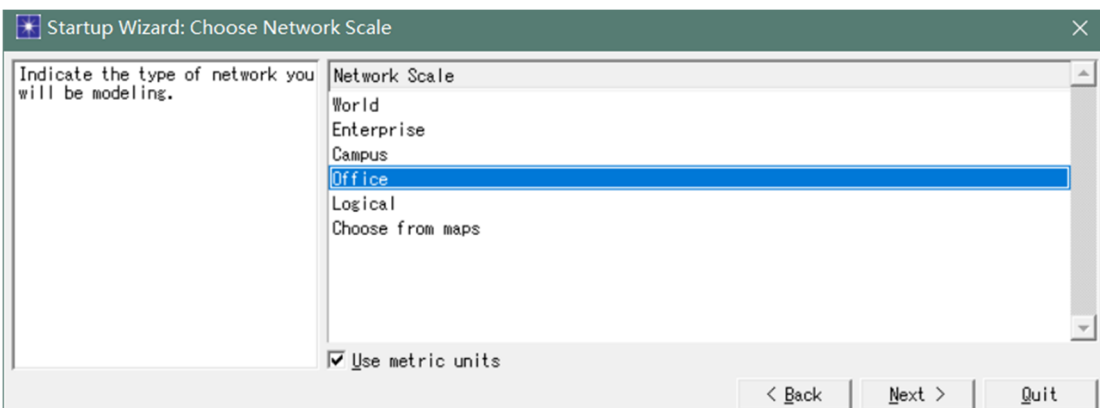 Startup Wizard: Choose Network Scale
Indicate the type of network you
will be modeling.
Network Scale
World
Enterprise
Campus
Office
Logical
Choose from maps
Use metric units
< Back
Next >
Quit